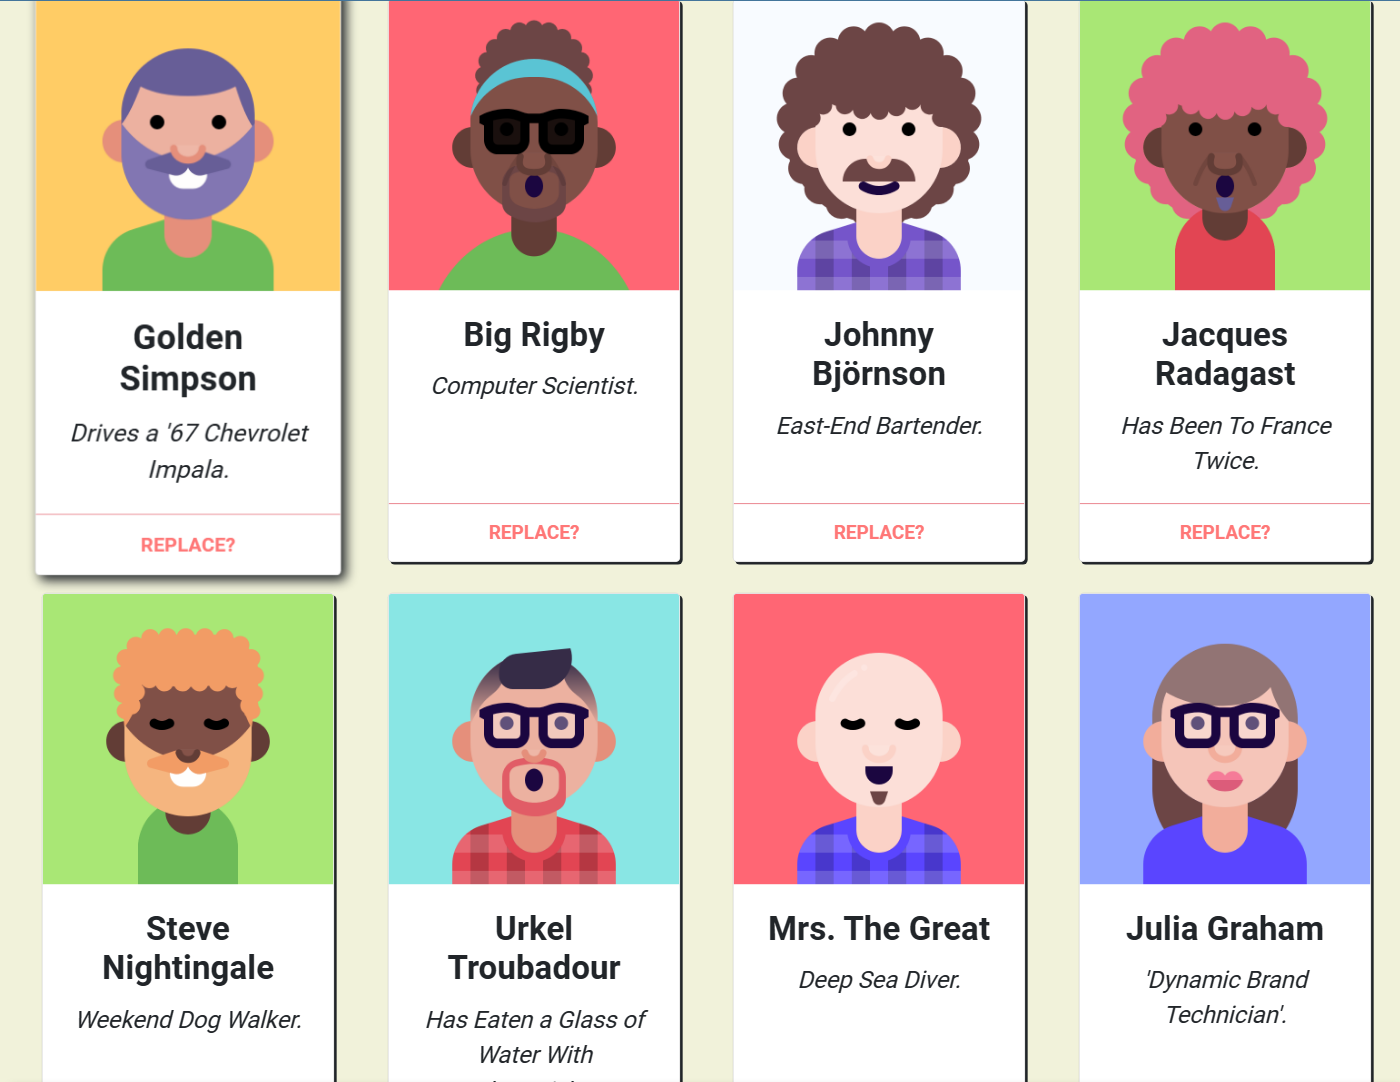 Golden
Simpson
Drives a '67 Chevrolet
Impala.
REPLACE?
Big Rigby
Computer Scientist.
REPLACE?
Johnny
Björnson
East-End Bartender.
REPLACE?
Jacques
Radagast
Has Been To France
Twice.
REPLACE?
Steve
Nightingale
Weekend Dog Walker.
Urkel
Troubadour
Has Eaten a Glass of
Water With
Mrs. The Great
Deep Sea Diver.
Julia Graham
'Dynamic Brand
Technician'.